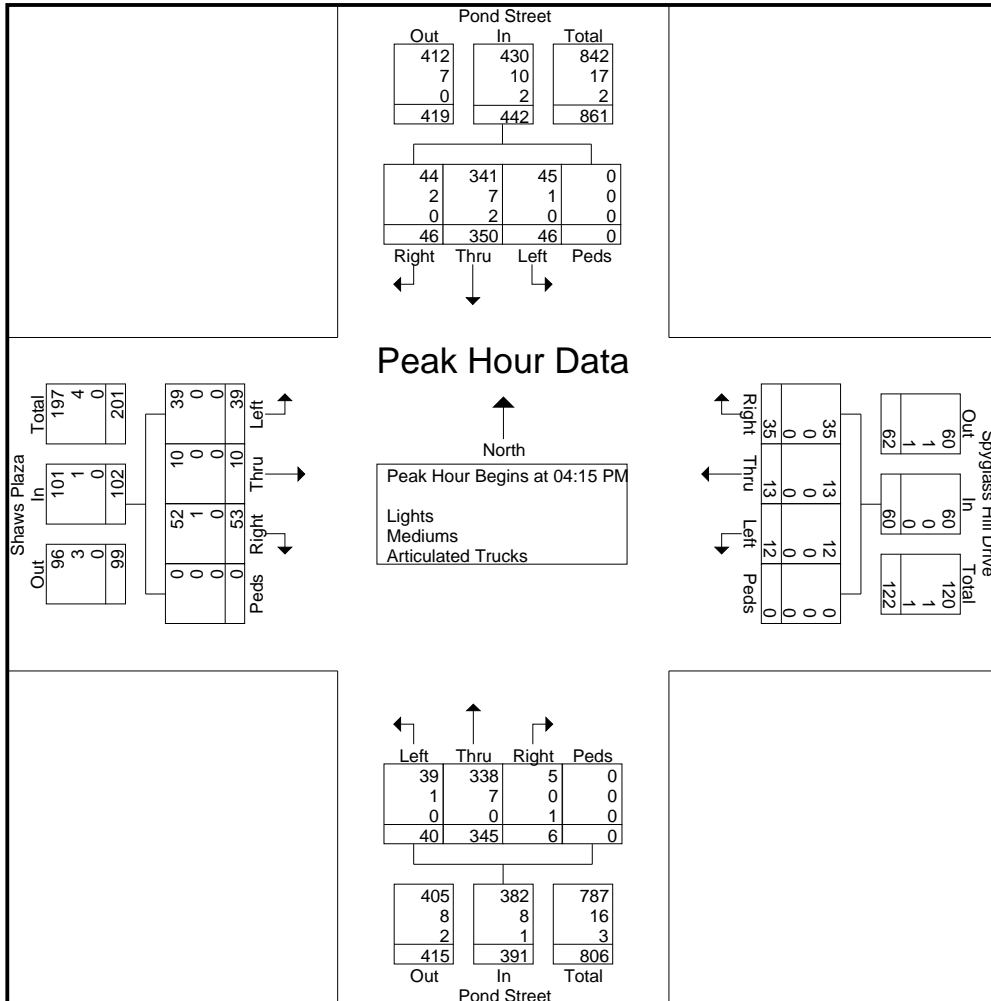 Pond Street
Out In Total
412 430 842
7 10 17
0 2 2
419 442 861
44 341 45 0
2 7 1 0
0 2 0 0
46 350 46 0
Right Thru Left Peds
Peak Hour Data
North
Peak Hour Begins at 04:15 PM
Lights
Mediums
Articulated Trucks
Shaws Plaza
Out In Total
96 101 197
3 1 4
0 0 0
99 102 201
Peds Right Thru Left
0 52 10 39
0 1 0 0
0 0 0 0
0 53 10 39
Spyglass Hill Drive
Out In Total
60 60 120
1 0 1
1 0 1
62 60 122
Right Thru Left Peds
35 13 12 0
0 0 0 0
0 0 0 0
35 13 12 0
Left Thru Right Peds
39 338 5 0
1 7 0 0
0 0 1 0
40 345 6 0
405 382 787
8 8 16
2 1 3
415 391 806
Out In Total
Pond Street